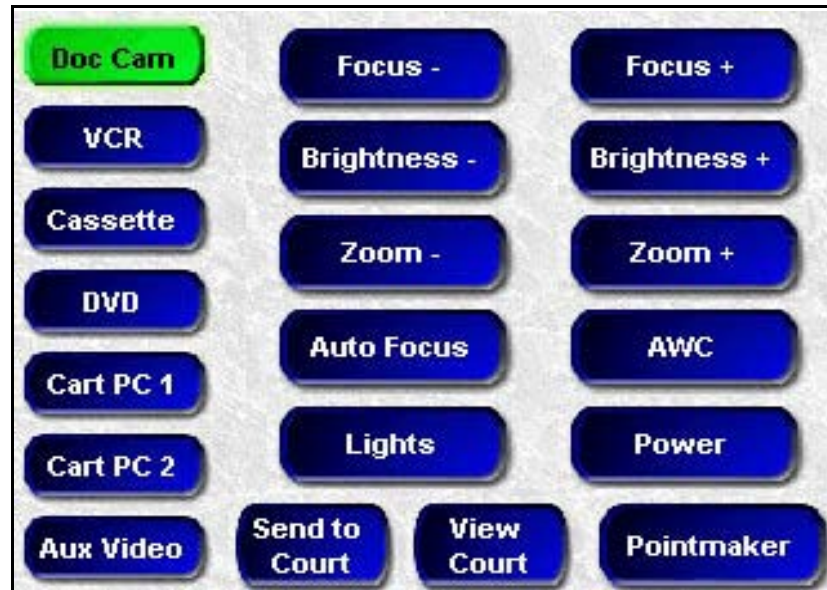 Doc Cam
Focus -
Focus +
VCR
Brightness -
Brightness +
Cassette
Zoom -
Zoom +
DVD
Auto Focus
AWC
Cart PC 1
Lights
Power
Cart PC 2
Aux Video
Send to
Court
View
Court
Pointmaker